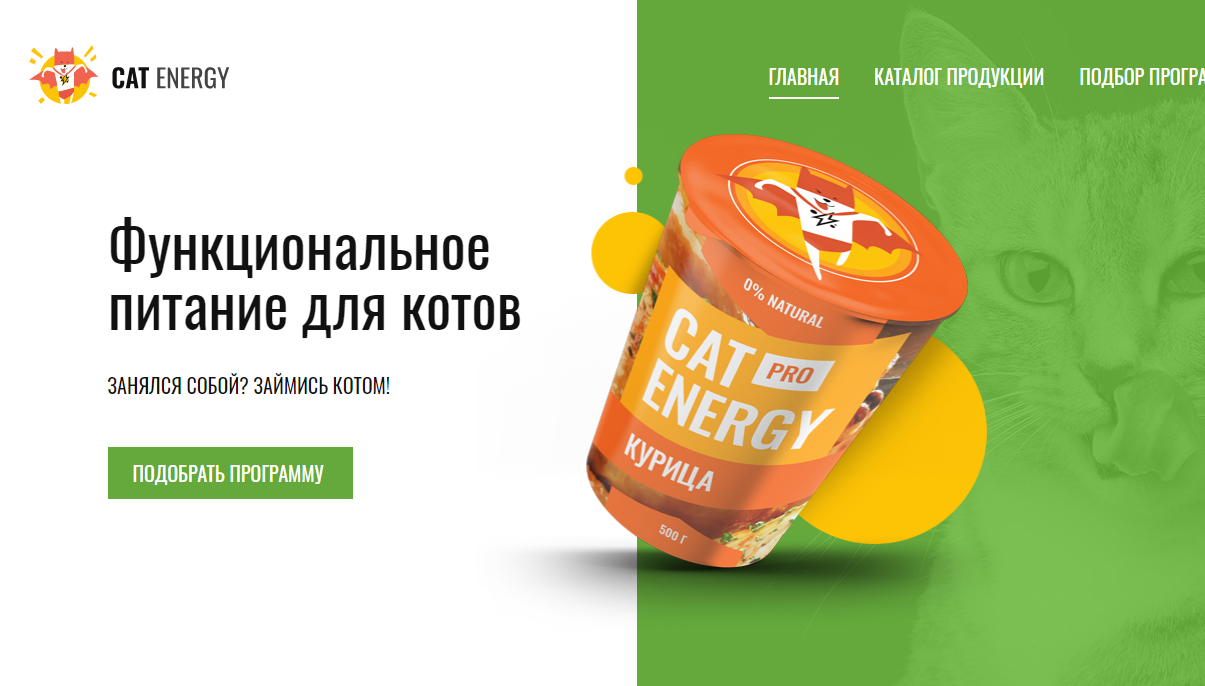 CAT ENERGY
ГЛАВНАЯ
КАТАЛОГ ПРОДУКЦИИ
ПОДБОР ПРОГРА
Функциональное
питание для котов
ЗАНЯЛСЯ СОБОЙ? ЗАЙМИСЬ КОТОМ!
ПОДОБРАТЬ ПРОГРАММУ
0% NATURAL
CAT PRO
ENERGY
КУРИЦА
500 Г